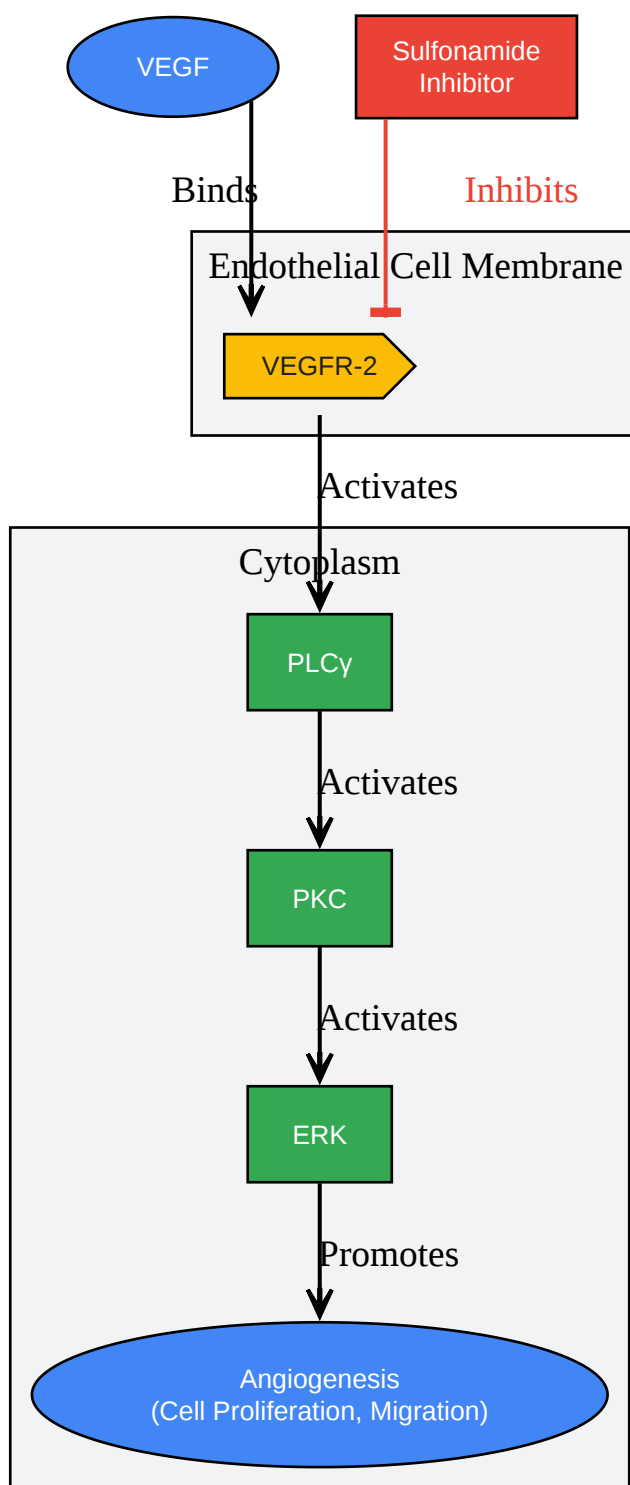 VEGF
Sulfonamide
Inhibitor
Binds
Inhibits
Endothelial Cell Membrane
VEGFR-2
Activates
Cytoplasm
PLCγ
Activates
PKC
Activates
ERK
Promotes
Angiogenesis
(Cell Proliferation, Migration)